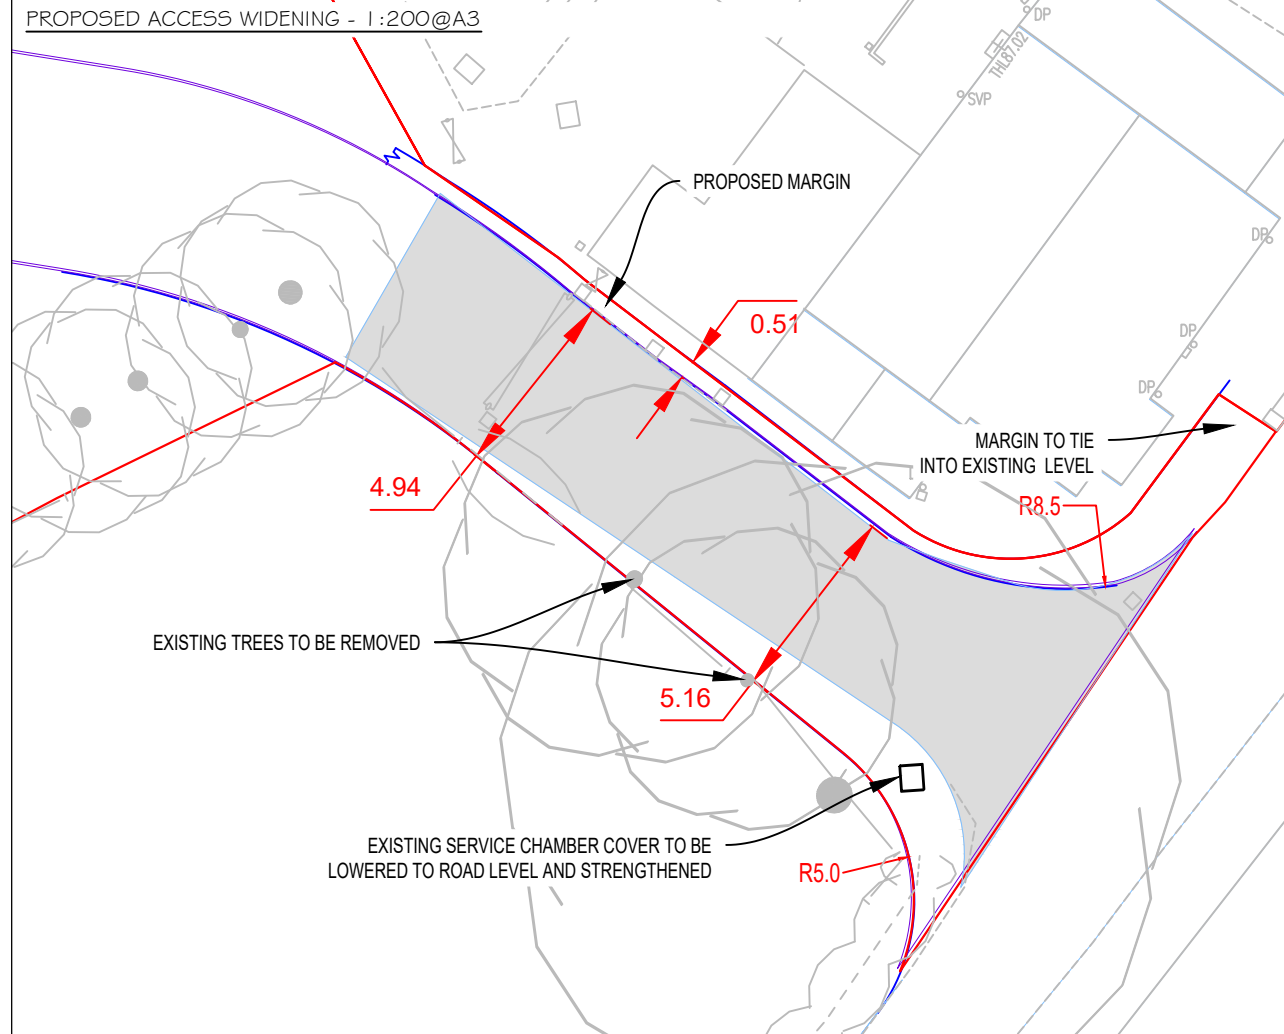 PROPOSED ACCESS WIDENING - 1:200@A3
DP
THL87.02
SVP
PROPOSED MARGIN
DP
0.51
DP
DP
MARGIN TO TIE
INTO EXISTING LEVEL
4.94
R8.5
EXISTING TREES TO BE REMOVED
5.16
EXISTING SERVICE CHAMBER COVER TO BE
LOWERED TO ROAD LEVEL AND STRENGTHENED
R5.0